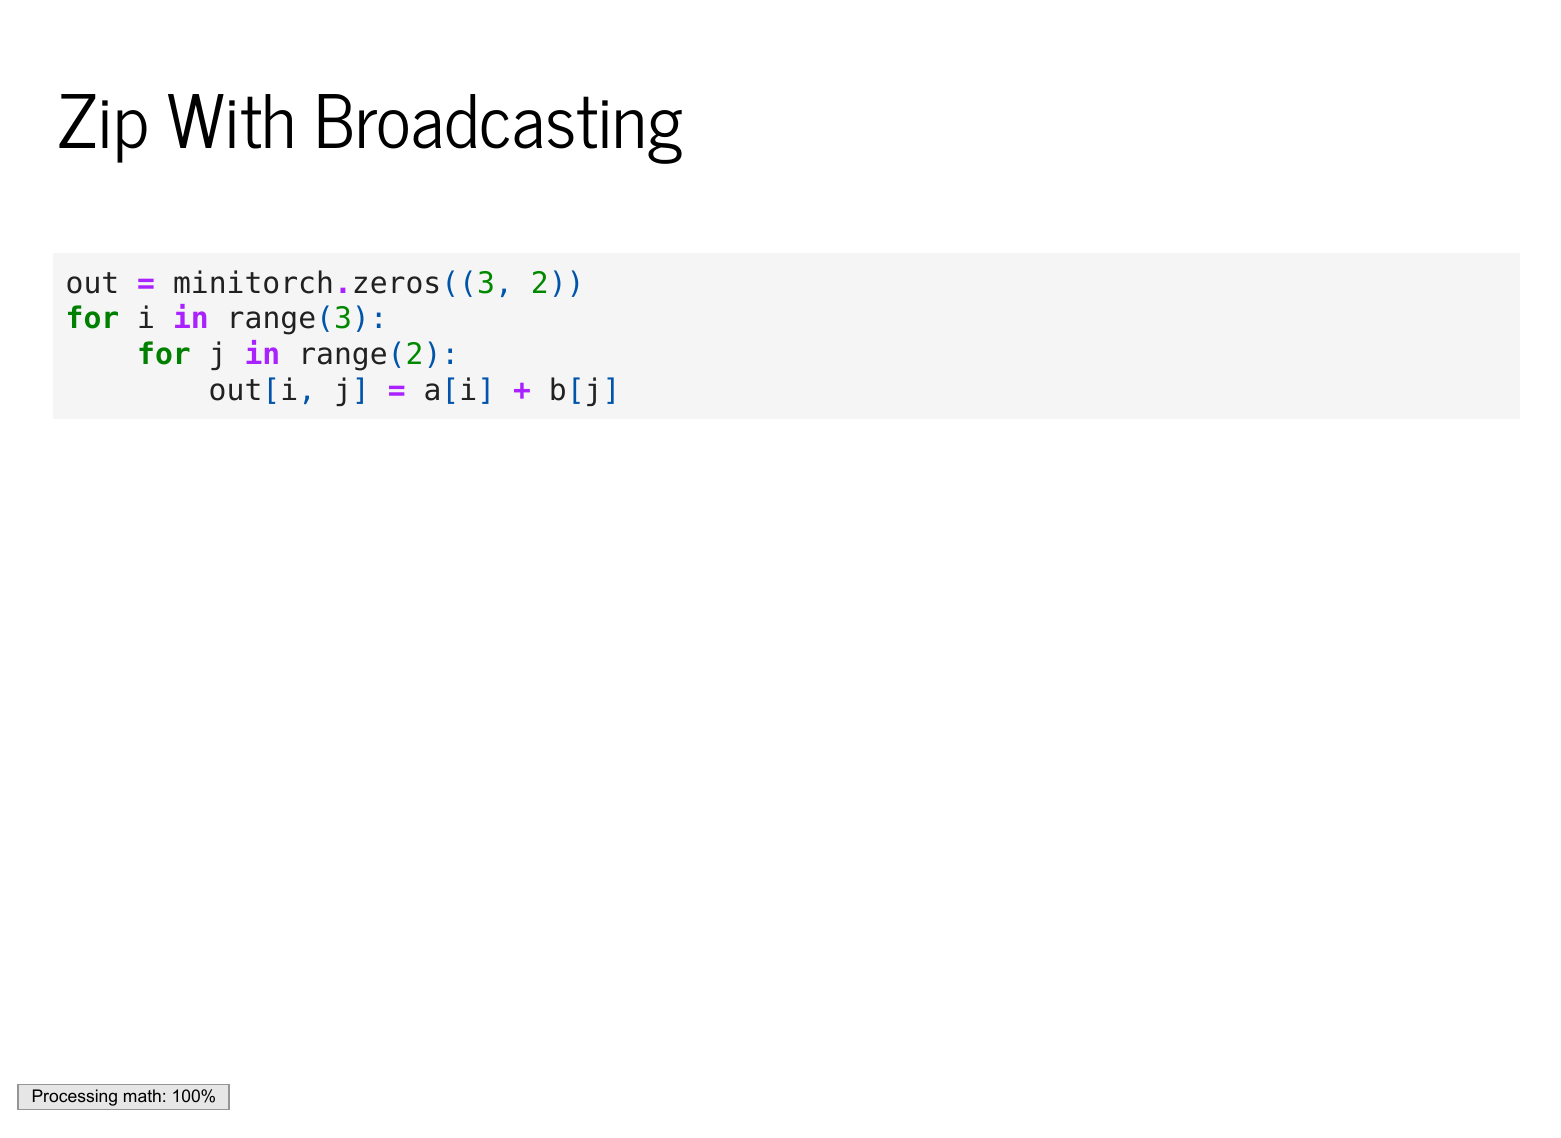 Zip With Broadcasting
out = minitorch.zeros((3, 2))
for i in range(3):
    for j in range(2):
        out[i, j] = a[i] + b[j]
Processing math: 100%